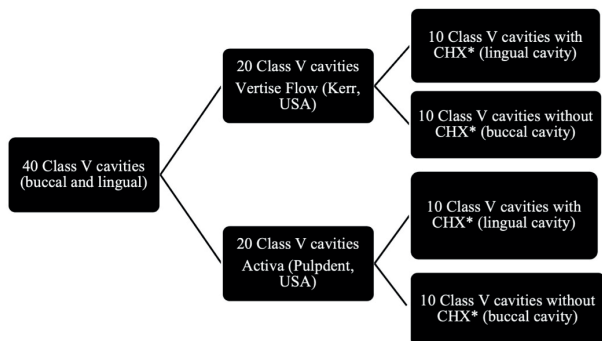 40 Class V cavities
(buccal and lingual)
20 Class V cavities
Vertise Flow (Kerr,
USA)
10 Class V cavities with
CHX* (lingual cavity)
10 Class V cavities without
CHX* (buccal cavity)
20 Class V cavities
Activa (Pulpdent,
USA)
10 Class V cavities with
CHX* (lingual cavity)
10 Class V cavities without
CHX* (buccal cavity)